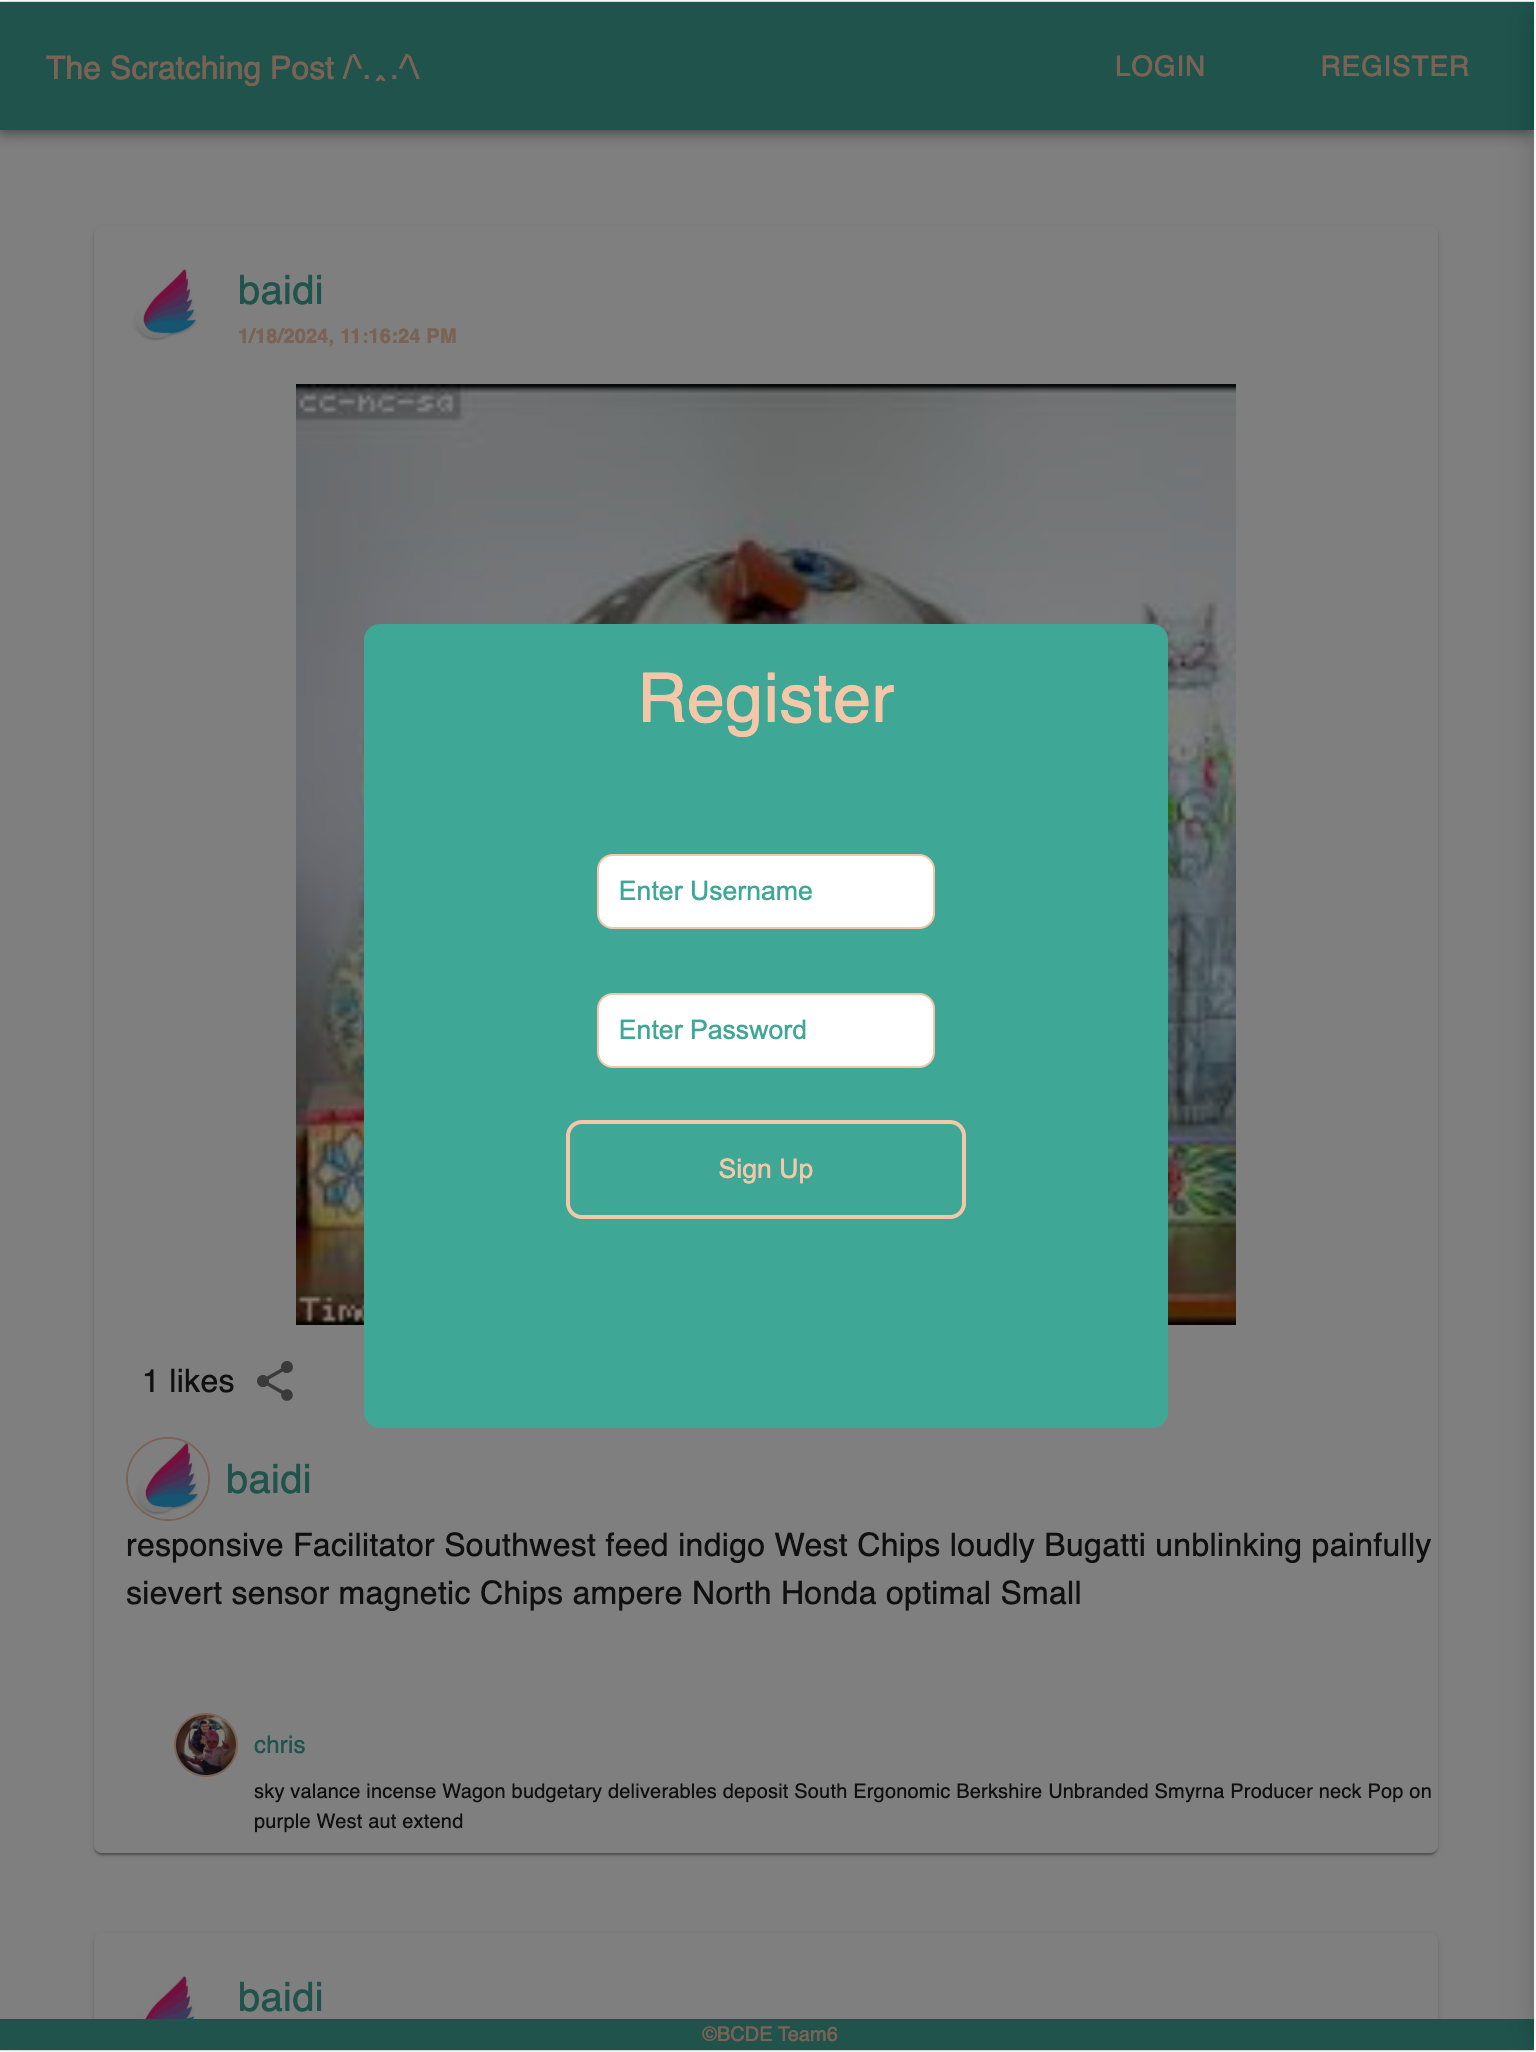 The Scratching Post /^.‸.^\
LOGIN
REGISTER
baidi
1/18/2024, 11:16:24 PM
cc-nc-sa
Register
Enter Username
Enter Password
Sign Up
1 likes
baidi
responsive Facilitator Southwest feed indigo West Chips loudly Bugatti unblinking painfully
sievert sensor magnetic Chips ampere North Honda optimal Small
chris
sky valance incense Wagon budgetary deliverables deposit South Ergonomic Berkshire Unbranded Smyrna Producer neck Pop on
purple West aut extend
baidi
©BCDE Team6